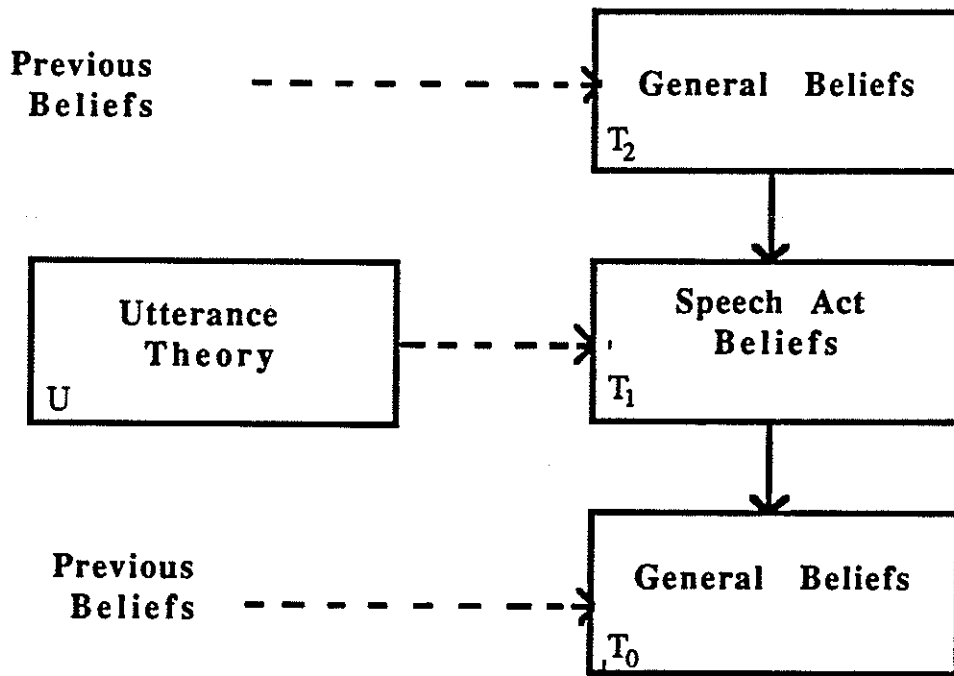 Previous
Beliefs
General Beliefs
T2
Utterance
Theory
U
Speech Act
Beliefs
T1
Previous
Beliefs
General Beliefs
T0